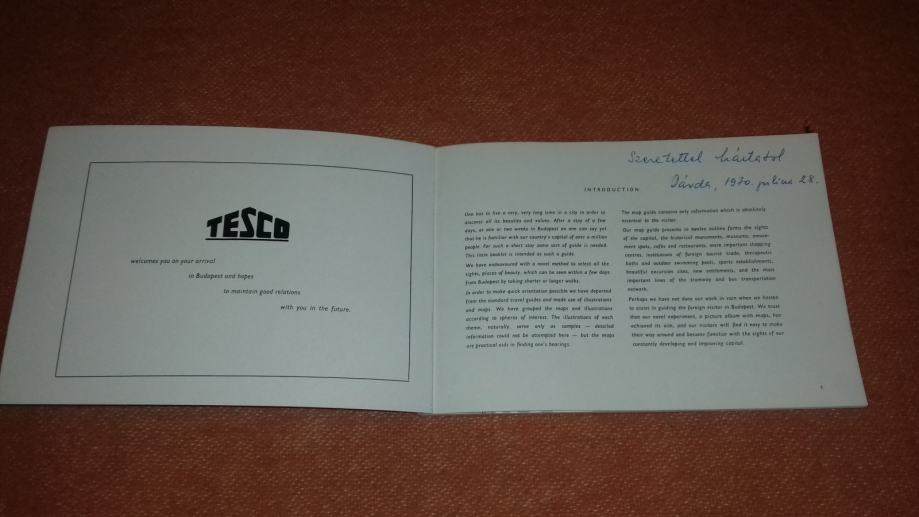 TESCO
welcomes you on your arrival
in Budapest and hopes
to maintain good relations
with you in the future.
Szeretettel
1970. július 28.
INTRODUCTION
One has to live a very, very long time in a city in order to
discover all its beauties and values. After a stay of a few
days, or one or two weeks in Budapest no one can say yet
that he is familiar with our country's capital of over a million
people. For such a short stay some sort of guide is needed.
This little booklet is intended as such a guide.
We have endeavoured with a novel method to select all the
sights, places of beauty, which can be seen within a few days
from Budapest by taking shorter or longer walks.
In order to make quick orientation possible we have departed
from the standard travel guides and made use of illustrations
and maps. We have grouped the maps and illustrations
according to spheres of interest. The illustrations of each
theme, naturally, serve only as samples — detailed
information could not be attempted here — but the maps
are practical aids in finding one's bearings.
The map guide contains only information which is absolutely
essential to the visitor.
Our map guide presents in twelve outline forms the sights
of the capital, the historical monuments, museums, amuse-
ment spots, cafés and restaurants, more important shopping
centres, institutions of foreign tourist trade, therapeutic
baths and outdoor swimming pools, sports establishments,
beautiful excursion sites, new settlements, and the most
important lines of the tramway and bus transportation
network.
Perhaps we have not done our work in vain when we hasten
to assist in guiding the foreign visitor in Budapest. We trust
that our novel experiment, a picture album with maps, has
achieved its aim, and our visitors will find it easy to make
their way around and become familiar with the sights of our
constantly developing and improving capital.